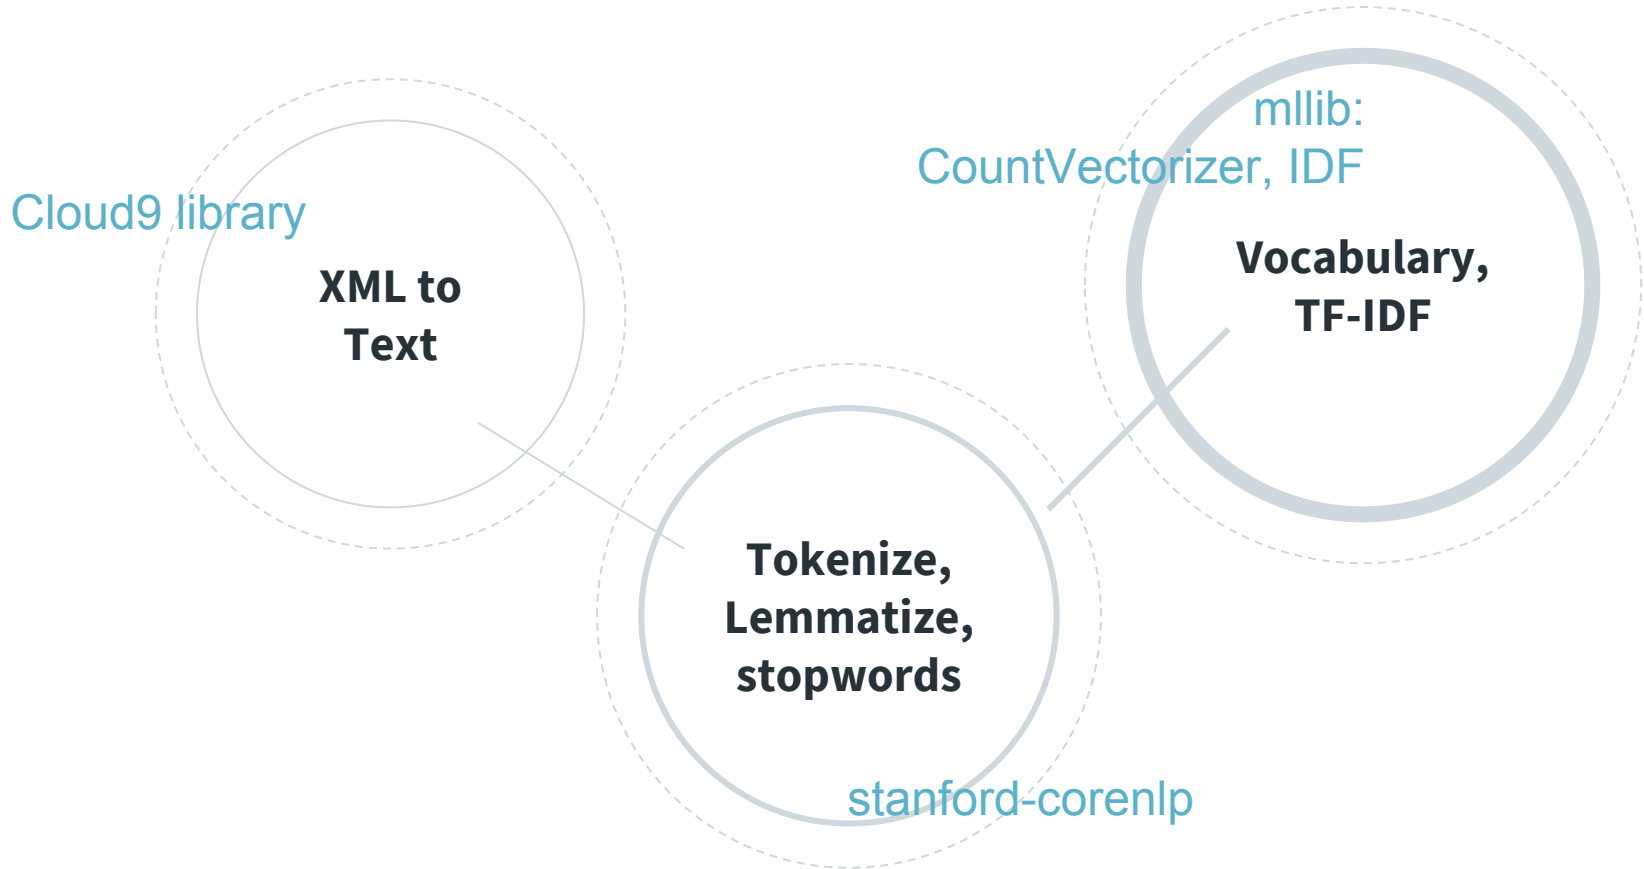 Cloud9 library
XML to
Text
Tokenize,
Lemmatize,
stopwords
stanford-corenlp
mllib:
CountVectorizer, IDF
Vocabulary,
TF-IDF